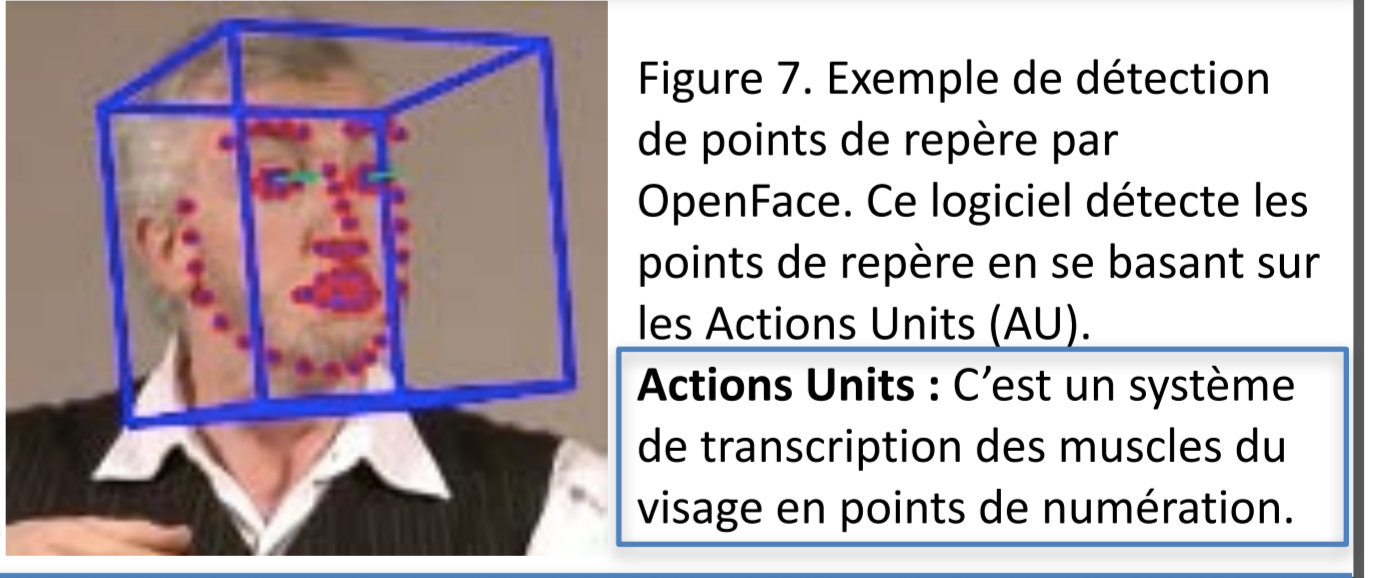 Figure 7. Exemple de détection
de points de repère par
OpenFace. Ce logiciel détecte les
points de repère en se basant sur
les Actions Units (AU).
Actions Units : C’est un système
de transcription des muscles du
visage en points de numération.